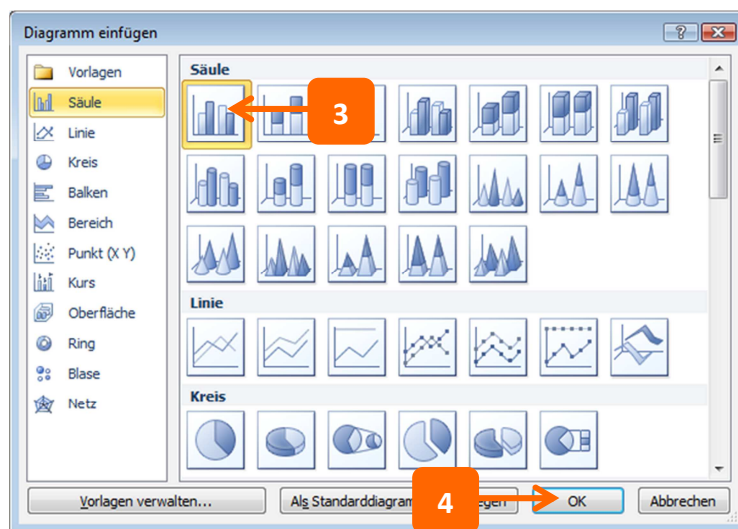 Diagramm einfügen
Vorlagen
Säule
Linie
Kreis
Balken
Bereich
Punkt (X Y)
Kurs
Oberfläche
Ring
Blase
Netz
Säule
3
Linie
Kreis
Vorlagen verwalten...
Als
4
OK
Abbrechen